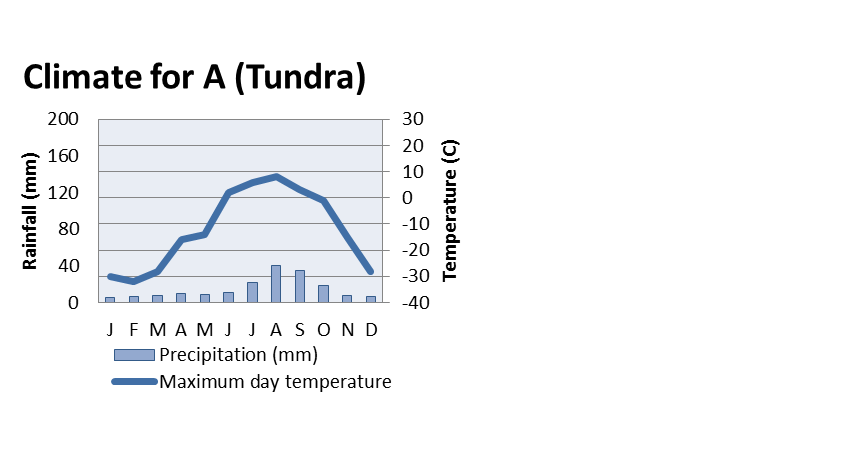 Climate for A (Tundra)
200
160
120
80
40
0
Rainfall (mm)
30
20
10
0
-10
-20
-30
-40
Temperature (C)
J F M A M J J A S O N D
Precipitation (mm)
Maximum day temperature